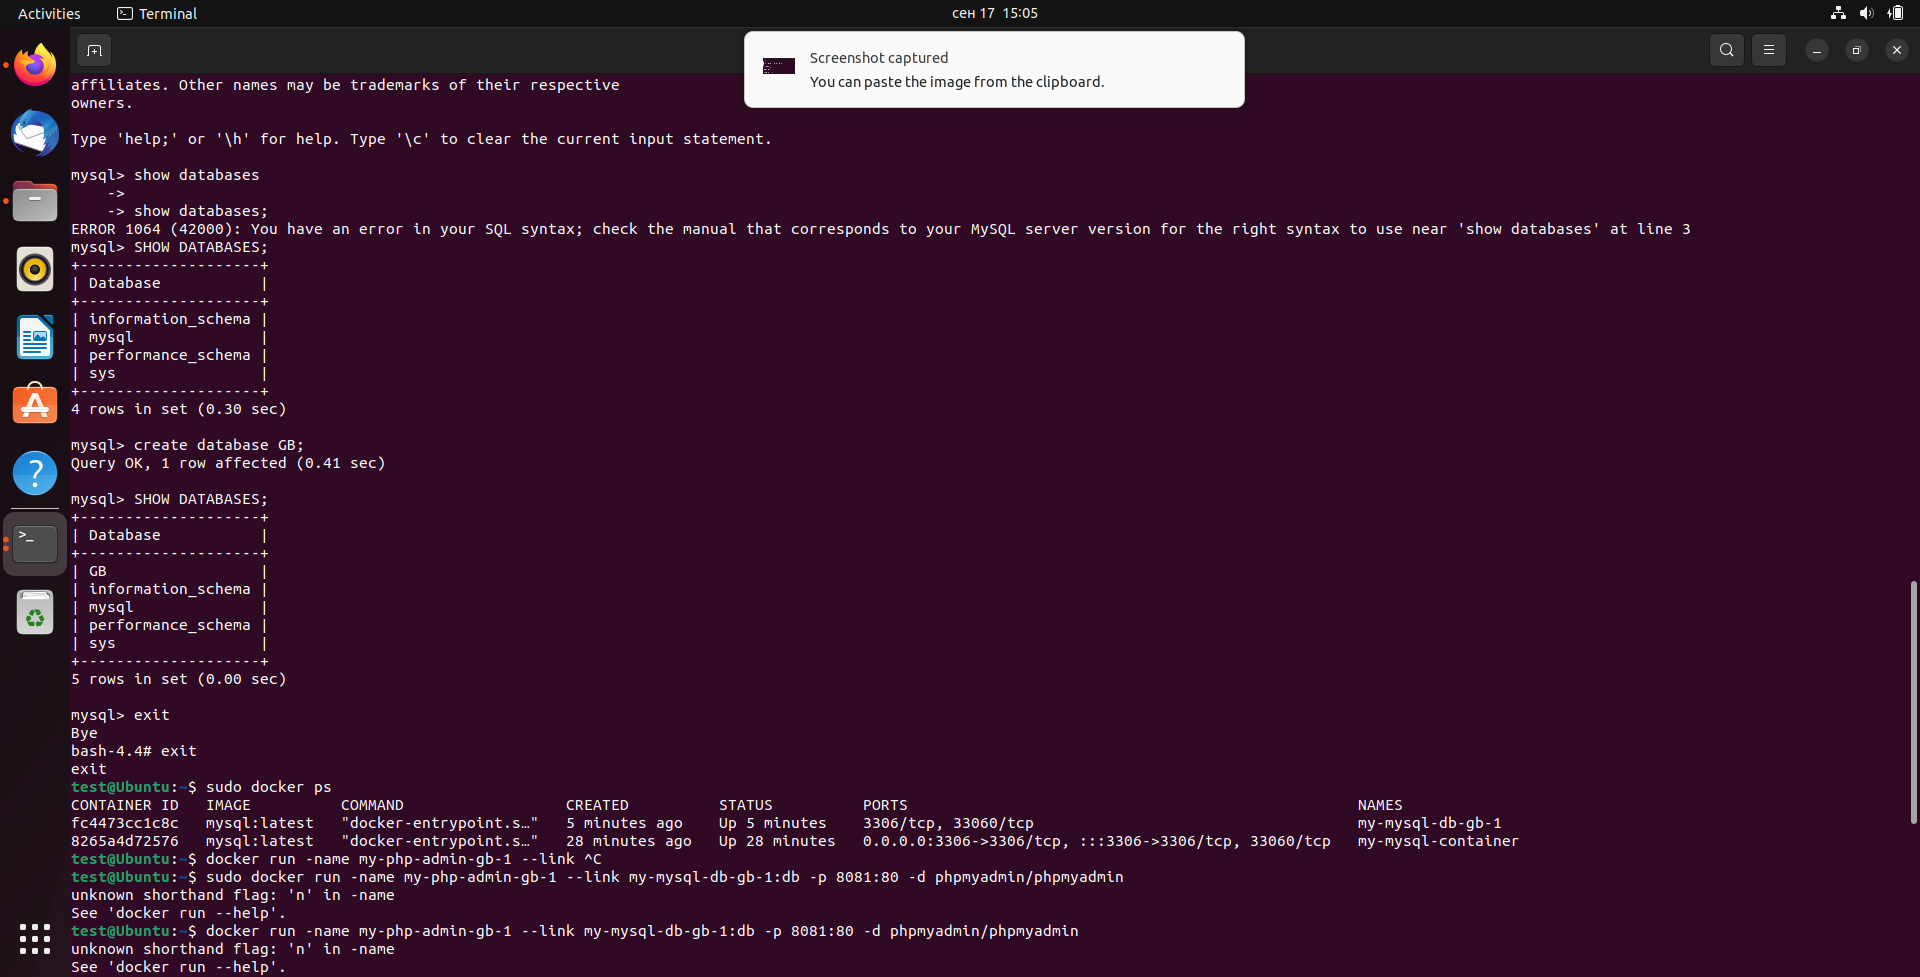 Activities
Terminal
сен 17 15:05
Screenshot captured
You can paste the image from the clipboard.
affiliates. Other names may be trademarks of their respective
owners.
Type 'help;' or '\h' for help. Type '\c' to clear the current input statement.
mysql> show databases
    ->
    -> show databases;
ERROR 1064 (42000): You have an error in your SQL syntax; check the manual that corresponds to your MySQL server version for the right syntax to use near 'show databases' at line 3
mysql> SHOW DATABASES;
+--------------------+
| Database           |
+--------------------+
| information_schema |
| mysql              |
| performance_schema |
| sys                |
+--------------------+
4 rows in set (0.30 sec)
mysql> create database GB;
Query OK, 1 row affected (0.41 sec)
mysql> SHOW DATABASES;
+--------------------+
| Database           |
+--------------------+
| GB                 |
| information_schema |
| mysql              |
| performance_schema |
| sys                |
+--------------------+
5 rows in set (0.00 sec)
mysql> exit
Bye
bash-4.4# exit
exit
test@Ubuntu:~$ sudo docker ps
CONTAINER ID   IMAGE          COMMAND                  CREATED          STATUS          PORTS                                                  NAMES
fc4473cc1c8c   mysql:latest   "docker-entrypoint.s…"   5 minutes ago    Up 5 minutes    3306/tcp, 33060/tcp                                    my-mysql-db-gb-1
8265a4d72576   mysql:latest   "docker-entrypoint.s…"   28 minutes ago   Up 28 minutes   0.0.0.0:3306->3306/tcp, :::3306->3306/tcp, 33060/tcp   my-mysql-container
test@Ubuntu:~$ docker run -name my-php-admin-gb-1 --link ^C
test@Ubuntu:~$ sudo docker run -name my-php-admin-gb-1 --link my-mysql-db-gb-1:db -p 8081:80 -d phpmyadmin/phpmyadmin
unknown shorthand flag: 'n' in -name
See 'docker run --help'.
test@Ubuntu:~$ docker run -name my-php-admin-gb-1 --link my-mysql-db-gb-1:db -p 8081:80 -d phpmyadmin/phpmyadmin
unknown shorthand flag: 'n' in -name
See 'docker run --help'.